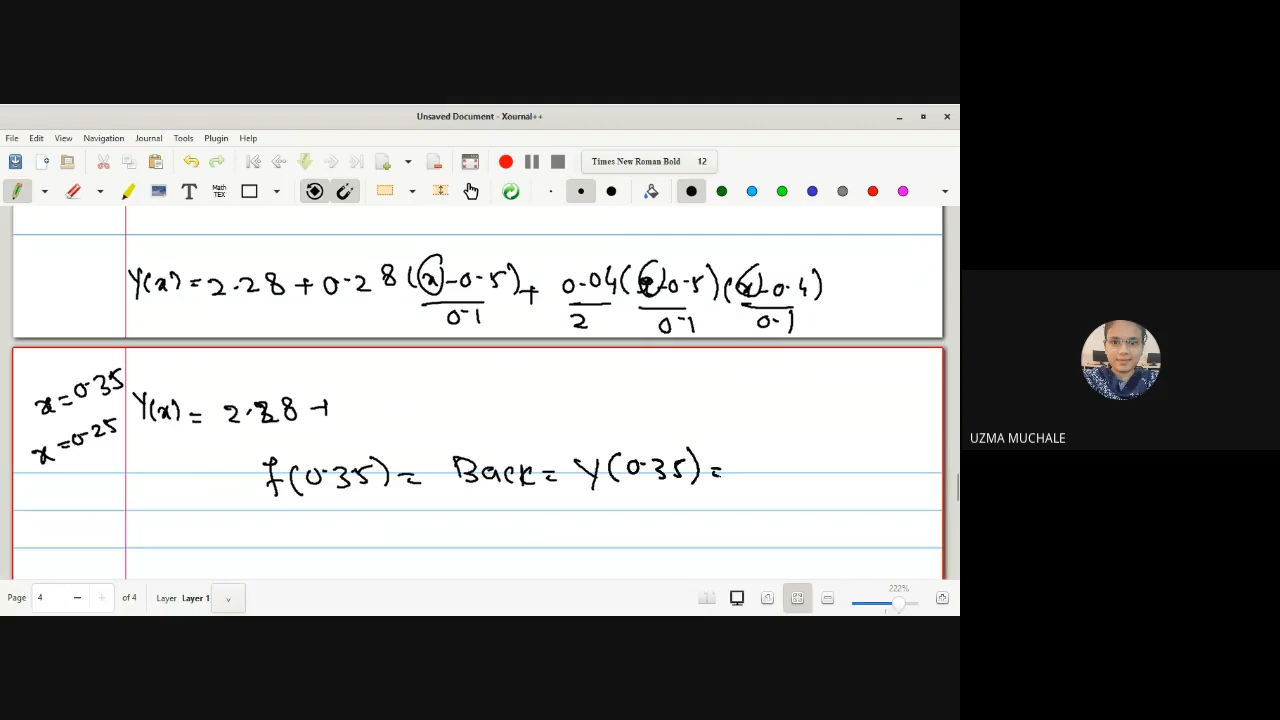 Unsaved Document - Xournal++
File Edit View Navigation Journal Tools Plugin Help
Times New Roman Bold 12
Math
TEX
T
Y(x) = 2.28 + 0.28 (x-0.5)/0.1 + 0.04/2 (x-0.5)/0.1 (x-0.4)/0.1
x=0.35
x=0.25
Y(x) = 2.28 +
f(0.35) = Back = Y(0.35) =
UZMA MUCHALE
Page 4 of 4 Layer Layer 1 222%